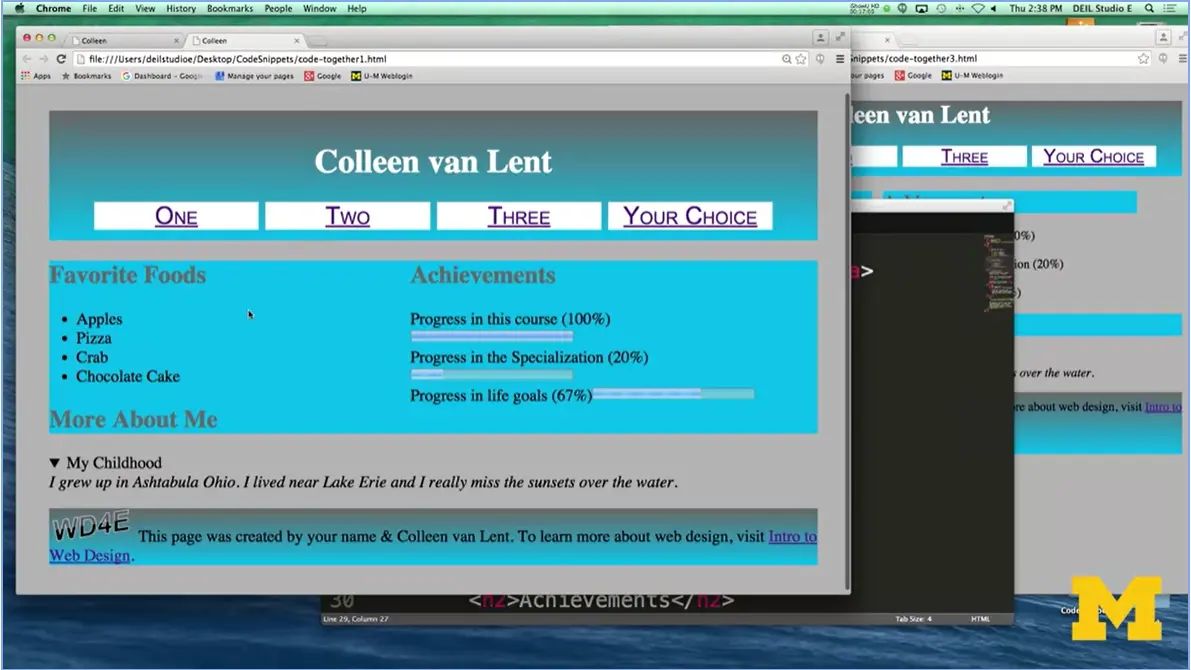 Chrome File Edit View History Bookmarks People Window Help
Thu 2:38 PM DEIL Studio E
Colleen
Colleen
file:///Users/deilstudioe/Desktop/CodeSnippets/code-together1.html
nippets/code-together3.html
Apps Bookmarks Dashboard - Goog Manage your pages Google U-M Weblogin
ur pages Google U-M Weblogin
Colleen van Lent
One Two Three Your Choice
Favorite Foods
Apples
Pizza
Crab
Chocolate Cake
Achievements
Progress in this course (100%)
Progress in the Specialization (20%)
Progress in life goals (67%)
More About Me
My Childhood
I grew up in Ashtabula Ohio. I lived near Lake Erie and I really miss the sunsets over the water.
WD4E This page was created by your name & Colleen van Lent. To learn more about web design, visit Intro to
Web Design.
leen van Lent
Three Your Choice
0%)
ion (20%)
a>
s over the water.
re about web design, visit Intro to
30 <h2>Achievements</h2>
Line 29, Column 27 Tab Size: 4 HTML
M